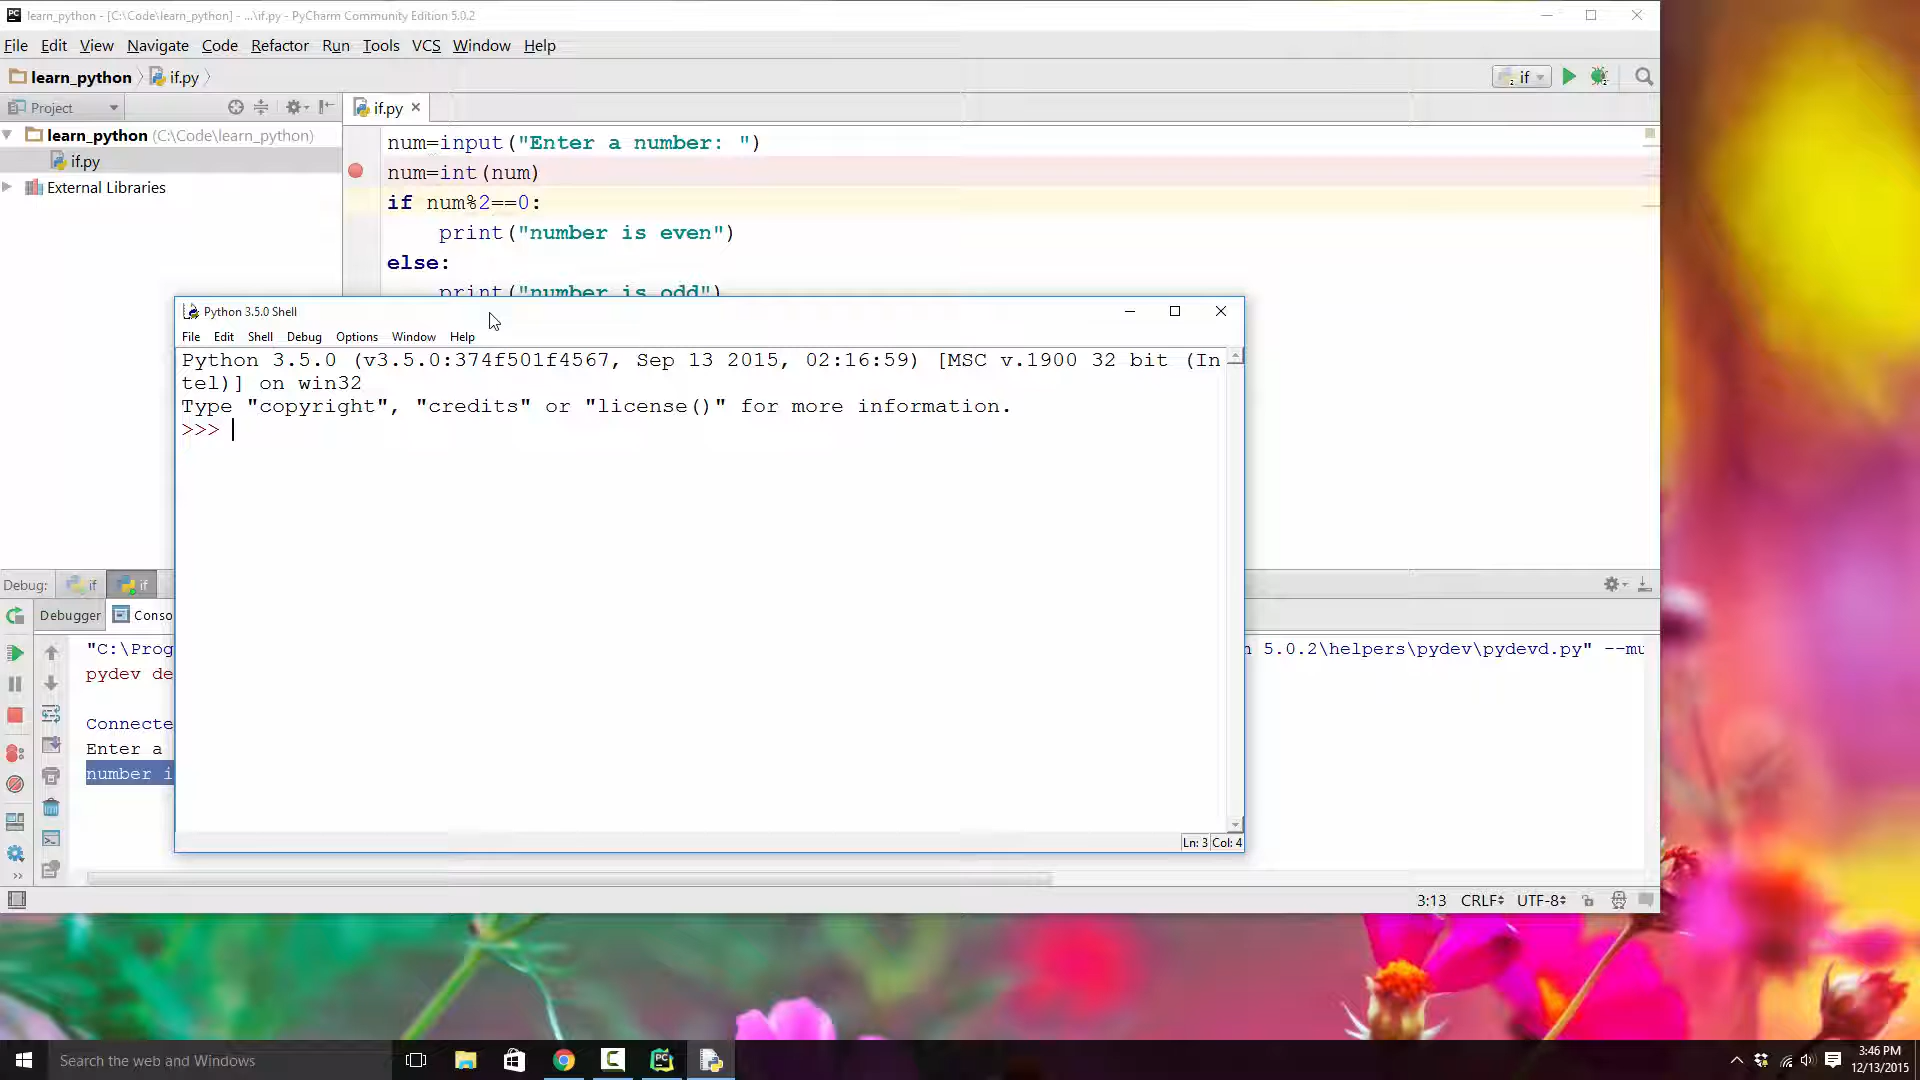 learn_python - [C:\Code\learn_python] - ...\if.py - PyCharm Community Edition 5.0.2
File Edit View Navigate Code Refactor Run Tools VCS Window Help
learn_python if.py if
Project if.py
learn_python (C:\Code\learn_python)
if.py
External Libraries
num=input("Enter a number: ")
num=int(num)
if num%2==0:
print("number is even")
else:
print("number is odd")
Python 3.5.0 Shell
File Edit Shell Debug Options Window Help
Python 3.5.0 (v3.5.0:374f501f4567, Sep 13 2015, 02:16:59) [MSC v.1900 32 bit (In
tel)] on win32
Type "copyright", "credits" or "license()" for more information.
>>>
Ln: 3 Col: 4
Debug: if if
Debugger Conso
"C:\Prog 5.0.2\helpers\pydev\pydevd.py" --mu
pydev de
Connecte
Enter a
number i
3:13 CRLF UTF-8
Search the web and Windows
3:46 PM
12/13/2015